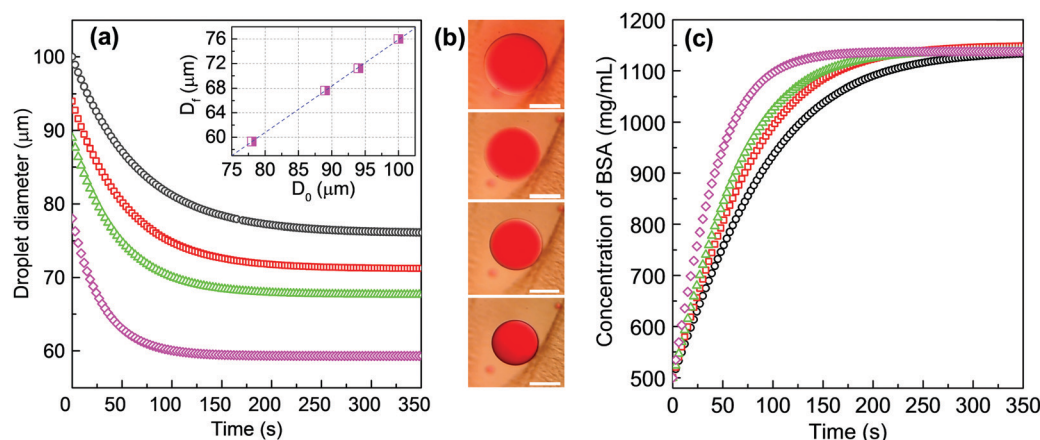 (a)
100
90
80
70
60
Droplet diameter (μm)
0 50 100 150 200 250 300 350
Time (s)
76
72
68
64
60
D_f (μm)
75 80 85 90 95 100
D_0 (μm)
(b)
(c)
1100
1000
900
800
700
600
500
Concentration of BSA (mg/mL)
0 50 100 150 200 250 300 350
Time (s)